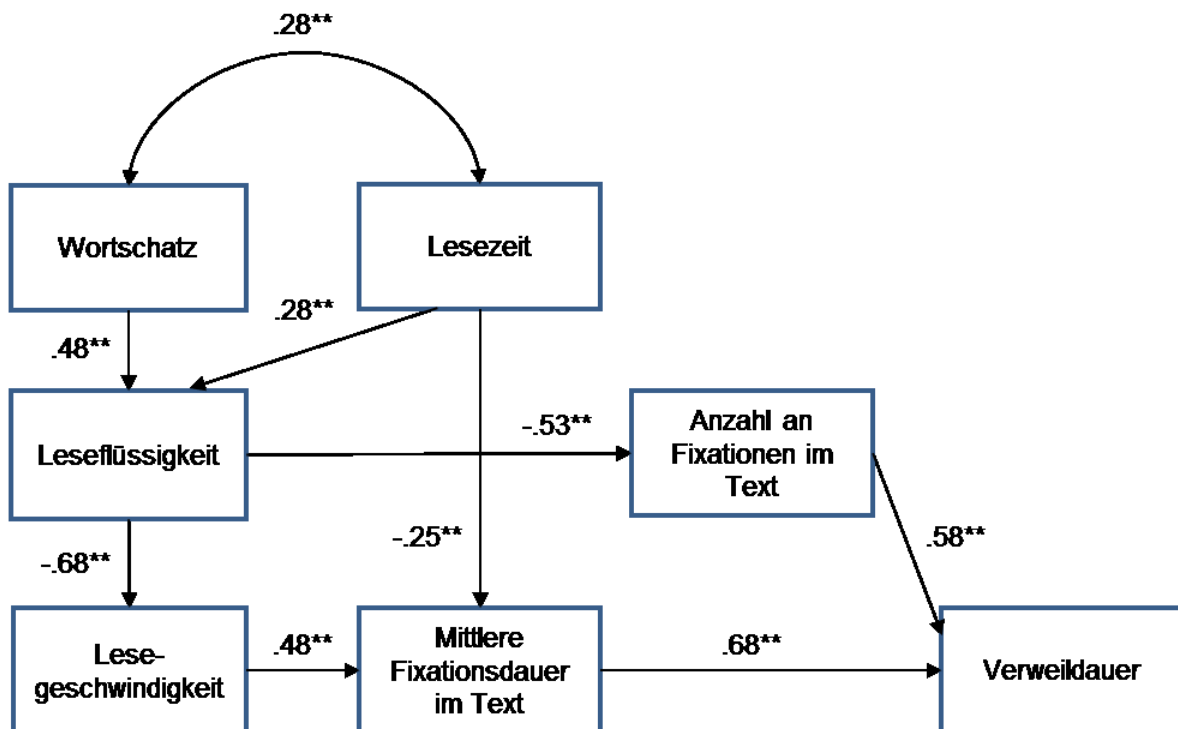 .28**
Wortschatz
Lesezeit
.28**
.48**
Leseflüssigkeit
-.53**
Anzahl an
Fixationen im
Text
-.68**
-.25**
.58**
Lese-
geschwindigkeit
.48**
Mittlere
Fixationsdauer
im Text
.68**
Verweildauer